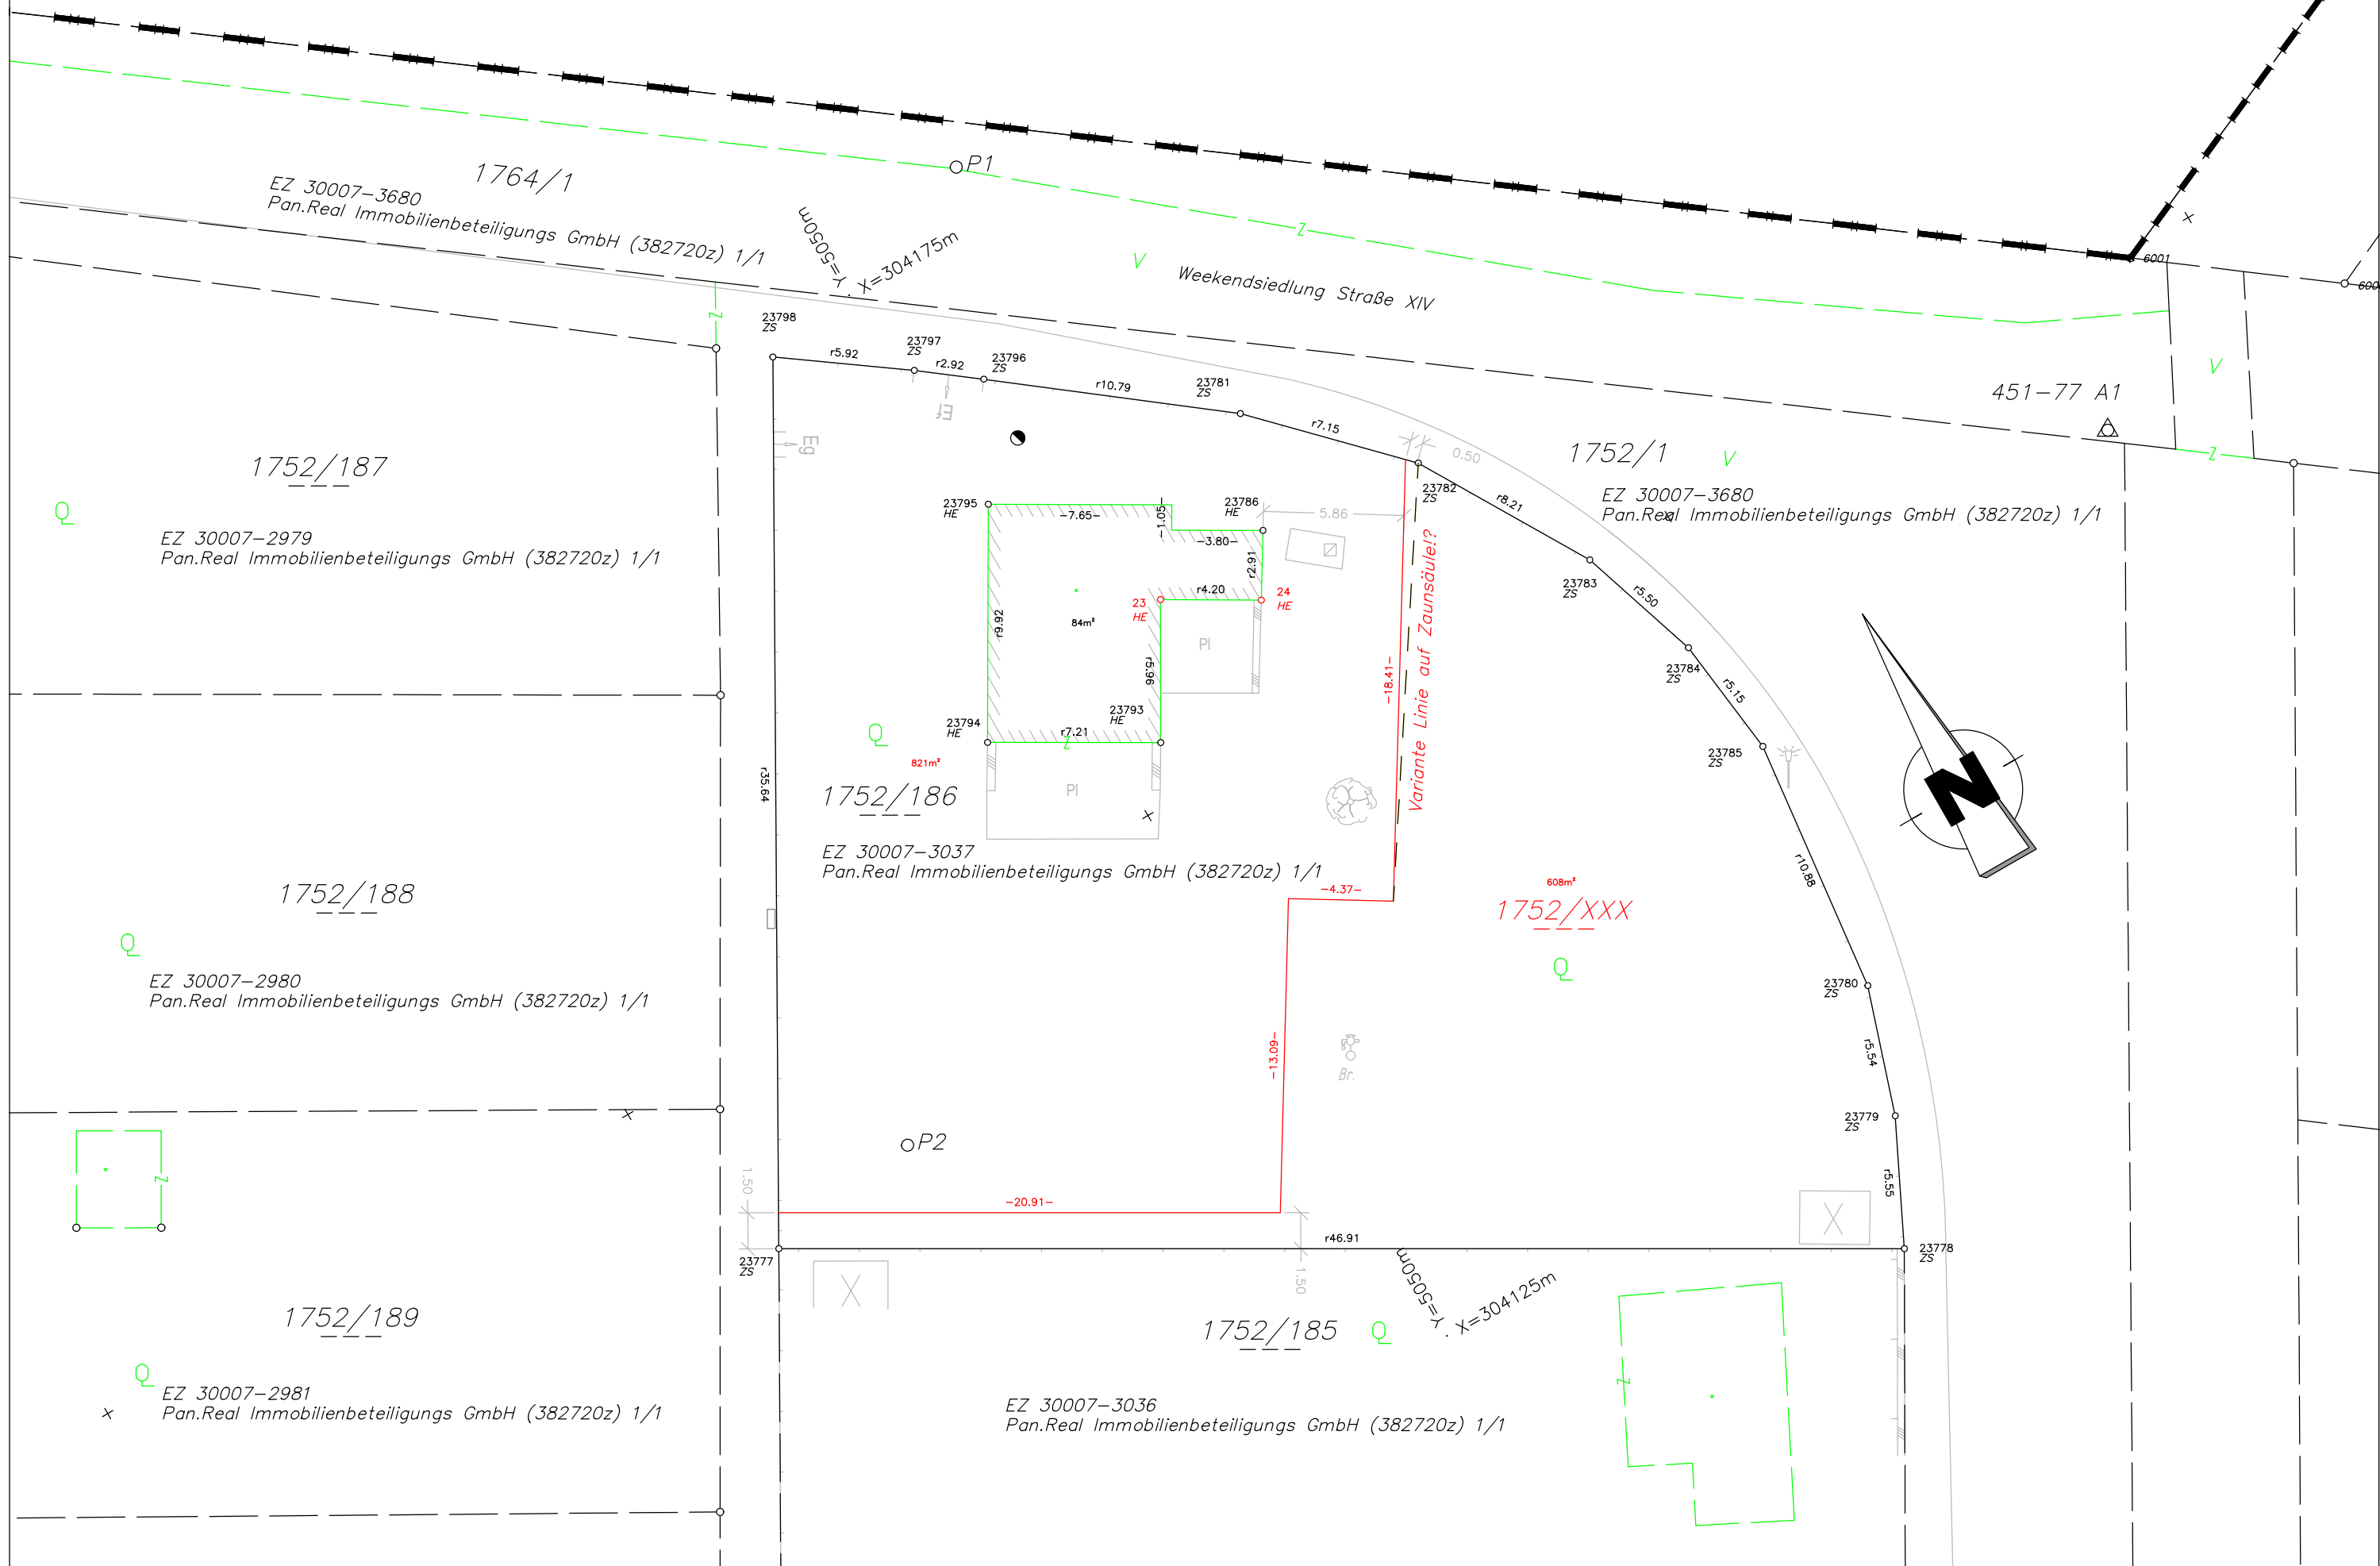 1764/1
EZ 30007-3680
Pan.Real Immobilienbeteiligungs GmbH (382720z) 1/1
P1
Y=5050m
X=304175m
Z
V
Weekendsiedlung Straße XIV
6001
600
V
451-77 A1
Z
1752/1
V
EZ 30007-3680
Pan.Real Immobilienbeteiligungs GmbH (382720z) 1/1
Z
23798
ZS
r5.92
23797
ZS
r2.92
23796
ZS
r10.79
23781
ZS
r7.15
0.50
23782
ZS
r8.21
23783
ZS
r5.50
23784
ZS
r5.15
23785
ZS
r10.88
23780
ZS
r5.54
23779
ZS
r5.55
23778
ZS
Ef
Eg
1752/187
Q
EZ 30007-2979
Pan.Real Immobilienbeteiligungs GmbH (382720z) 1/1
23795
HE
-7.65-
-1.05-
23786
HE
5.86
-3.80-
r2.91
r4.20
23
HE
24
HE
r9.92
84m²
Pl
r5.96
23793
HE
23794
HE
r7.21
Z
Pl
-18.41-
Variante Linie auf Zaunsäule!?
N
Q
r35.64
821m²
1752/186
EZ 30007-3037
Pan.Real Immobilienbeteiligungs GmbH (382720z) 1/1
-4.37-
608m²
1752/XXX
Q
1752/188
Q
EZ 30007-2980
Pan.Real Immobilienbeteiligungs GmbH (382720z) 1/1
-13.09-
Br.
P2
Z
1.50
-20.91-
r46.91
1.50
23777
ZS
Y=5050m
X=304125m
1752/189
Q
EZ 30007-2981
Pan.Real Immobilienbeteiligungs GmbH (382720z) 1/1
1752/185
Q
EZ 30007-3036
Pan.Real Immobilienbeteiligungs GmbH (382720z) 1/1
Z